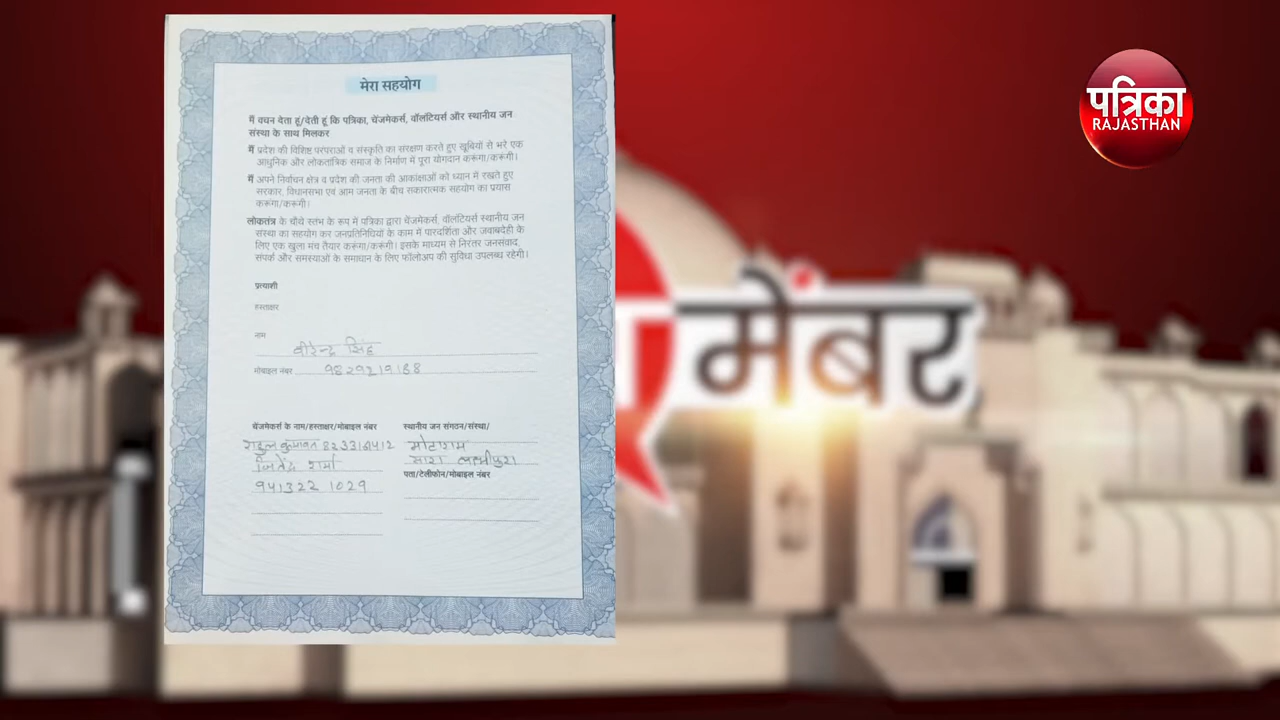 मेरा सहयोग
मैं वचन देता हूं/देती हूं कि पत्रिका, चेंजमेकर्स, वॉलंटियर्स और स्थानीय जन
संस्था के साथ मिलकर
मैं प्रदेश की विशिष्ट परंपराओं व संस्कृति का संरक्षण करते हुए खूबियों से भरे एक
आधुनिक और लोकतांत्रिक समाज के निर्माण में पूरा योगदान करूंगा/करूंगी।
मैं अपने निर्वाचन क्षेत्र व प्रदेश की जनता की आकांक्षाओं को ध्यान में रखते हुए
सरकार, विधानसभा एवं आम जनता के बीच सकारात्मक सहयोग का प्रयास
करूंगा/करूंगी।
लोकतंत्र के चौथे स्तंभ के रूप में पत्रिका द्वारा चेंजमेकर्स, वॉलंटियर्स स्थानीय जन
संस्था का सहयोग कर जनप्रतिनिधियों के काम में पारदर्शिता और जवाबदेही के
लिए एक खुला मंच तैयार करूंगा/करूंगी। इसके माध्यम से निरंतर जनसंवाद,
संपर्क और समस्याओं के समाधान के लिए फॉलोअप की सुविधा उपलब्ध रहेगी।
प्रत्याशी
हस्ताक्षर
नाम
वीरेन्द्र सिंह
मोबाइल नंबर 9829219188
चेंजमेकर्स के नाम/हस्ताक्षर/मोबाइल नंबर
राहुल
जितेंद्र शर्मा
941322 1029
स्थानीय जन संगठन/संस्था/
मोटाराम
लक्ष्मीपुरा
पता/टेलीफोन/मोबाइल नंबर
पत्रिका
RAJASTHAN
मेंबर